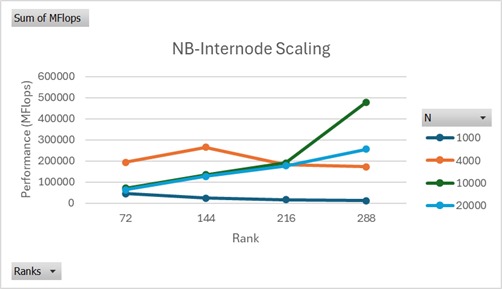 Sum of MFlops
NB-Internode Scaling
Performance (MFlops)
600000
500000
400000
300000
200000
100000
0
72 144 216 288
Rank
N
1000
4000
10000
20000
Ranks